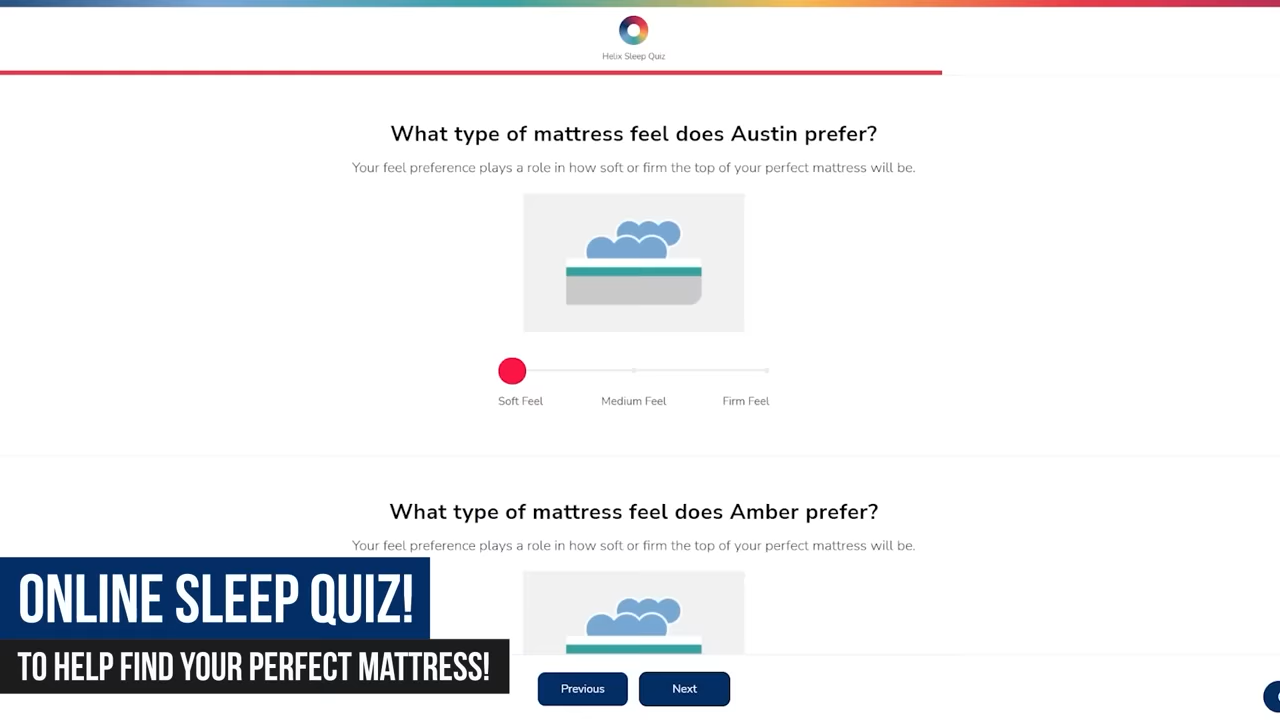 Helix Sleep Quiz
What type of mattress feel does Austin prefer?
Your feel preference plays a role in how soft or firm the top of your perfect mattress will be.
Soft Feel
Medium Feel
Firm Feel
What type of mattress feel does Amber prefer?
Your feel preference plays a role in how soft or firm the top of your perfect mattress will be.
ONLINE SLEEP QUIZ!
TO HELP FIND YOUR PERFECT MATTRESS!
Previous
Next